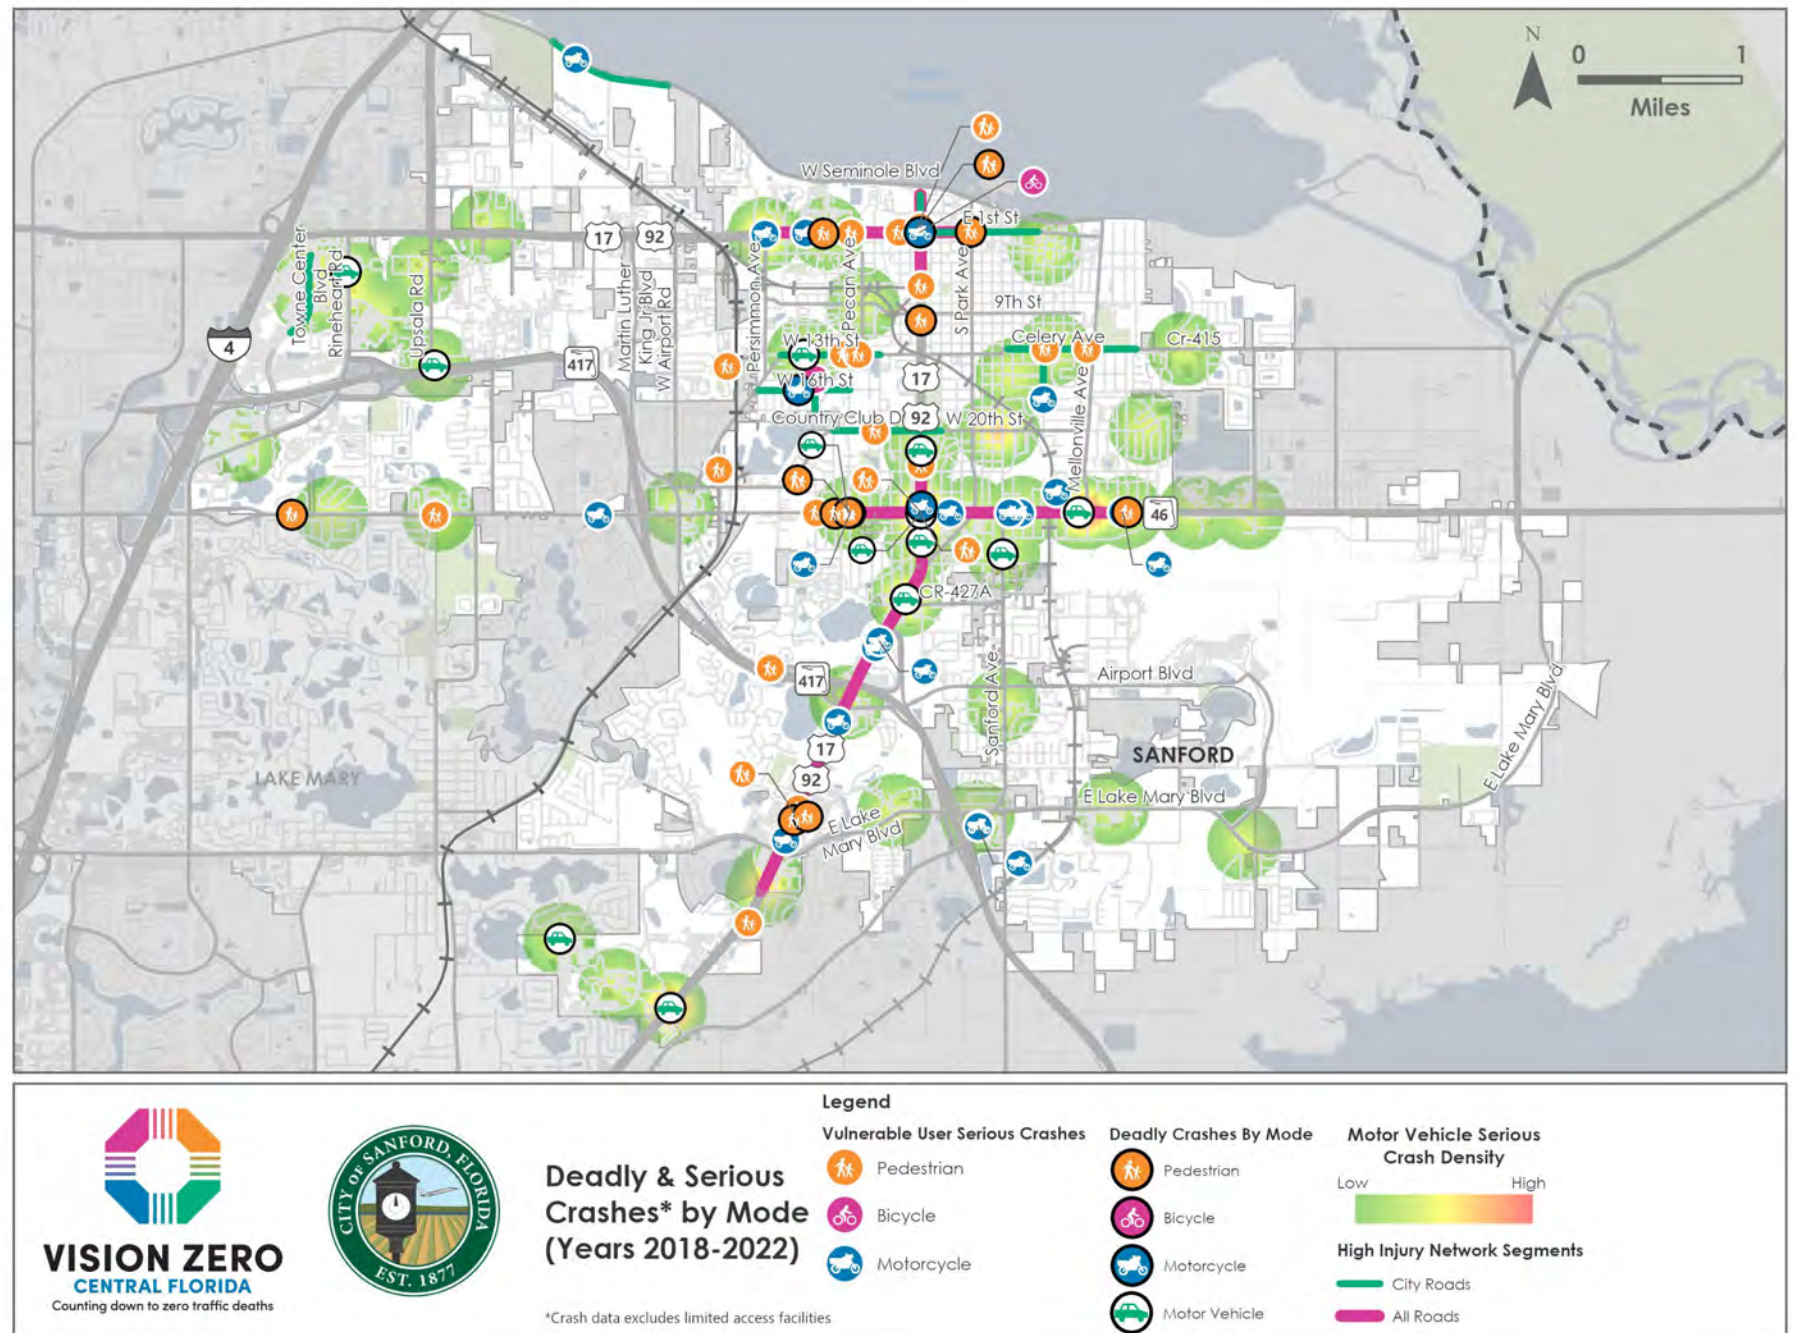 N
0 1
Miles
W Seminole Blvd
E 1st St
17
92
Towne Center
Blvd
Rinehart Rd
Upsala Rd
Martin Luther
King Jr Blvd
W Airport Rd
Persimmon Ave
S Pecan Ave
S Park Ave
9Th St
4
417
W 13th St
Celery Ave
Cr-415
17
W 16th St
Country Club D
92
W 20th St
Mellonville Ave
46
CR-427A
417
Sanford Ave
Airport Blvd
17
92
SANFORD
LAKE MARY
E Lake Mary Blvd
E Lake
Mary Blvd
E Lake Mary Blvd
VISION ZERO
CENTRAL FLORIDA
Counting down to zero traffic deaths
CITY OF SANFORD, FLORIDA
EST. 1877
Deadly & Serious
Crashes* by Mode
(Years 2018-2022)
*Crash data excludes limited access facilities
Legend
Vulnerable User Serious Crashes
Pedestrian
Bicycle
Motorcycle
Deadly Crashes By Mode
Pedestrian
Bicycle
Motorcycle
Motor Vehicle
Motor Vehicle Serious
Crash Density
Low High
High Injury Network Segments
City Roads
All Roads